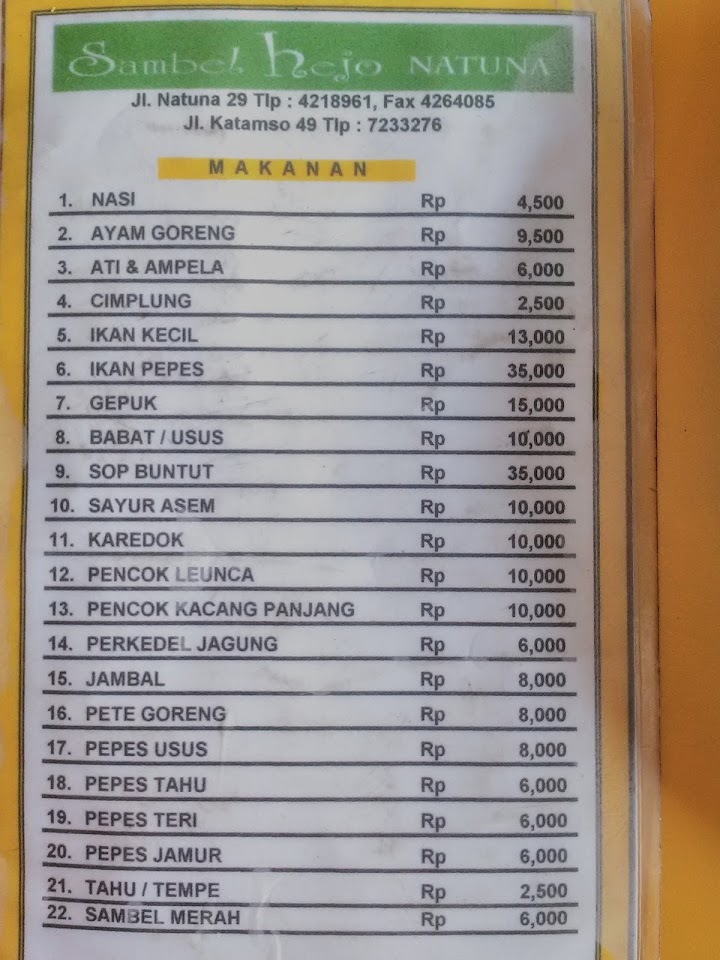 Sambel Hejo NATUNA
Jl. Natuna 29 Tlp : 4218961, Fax 4264085
Jl. Katamso 49 Tlp : 7233276
MAKANAN
1. NASI Rp 4,500
2. AYAM GORENG Rp 9,500
3. ATI & AMPELA Rp 6,000
4. CIMPLUNG Rp 2,500
5. IKAN KECIL Rp 13,000
6. IKAN PEPES Rp 35,000
7. GEPUK Rp 15,000
8. BABAT / USUS Rp 10,000
9. SOP BUNTUT Rp 35,000
10. SAYUR ASEM Rp 10,000
11. KAREDOK Rp 10,000
12. PENCOK LEUNCA Rp 10,000
13. PENCOK KACANG PANJANG Rp 10,000
14. PERKEDEL JAGUNG Rp 6,000
15. JAMBAL Rp 8,000
16. PETE GORENG Rp 8,000
17. PEPES USUS Rp 8,000
18. PEPES TAHU Rp 6,000
19. PEPES TERI Rp 6,000
20. PEPES JAMUR Rp 6,000
21. TAHU / TEMPE Rp 2,500
22. SAMBEL MERAH Rp 6,000